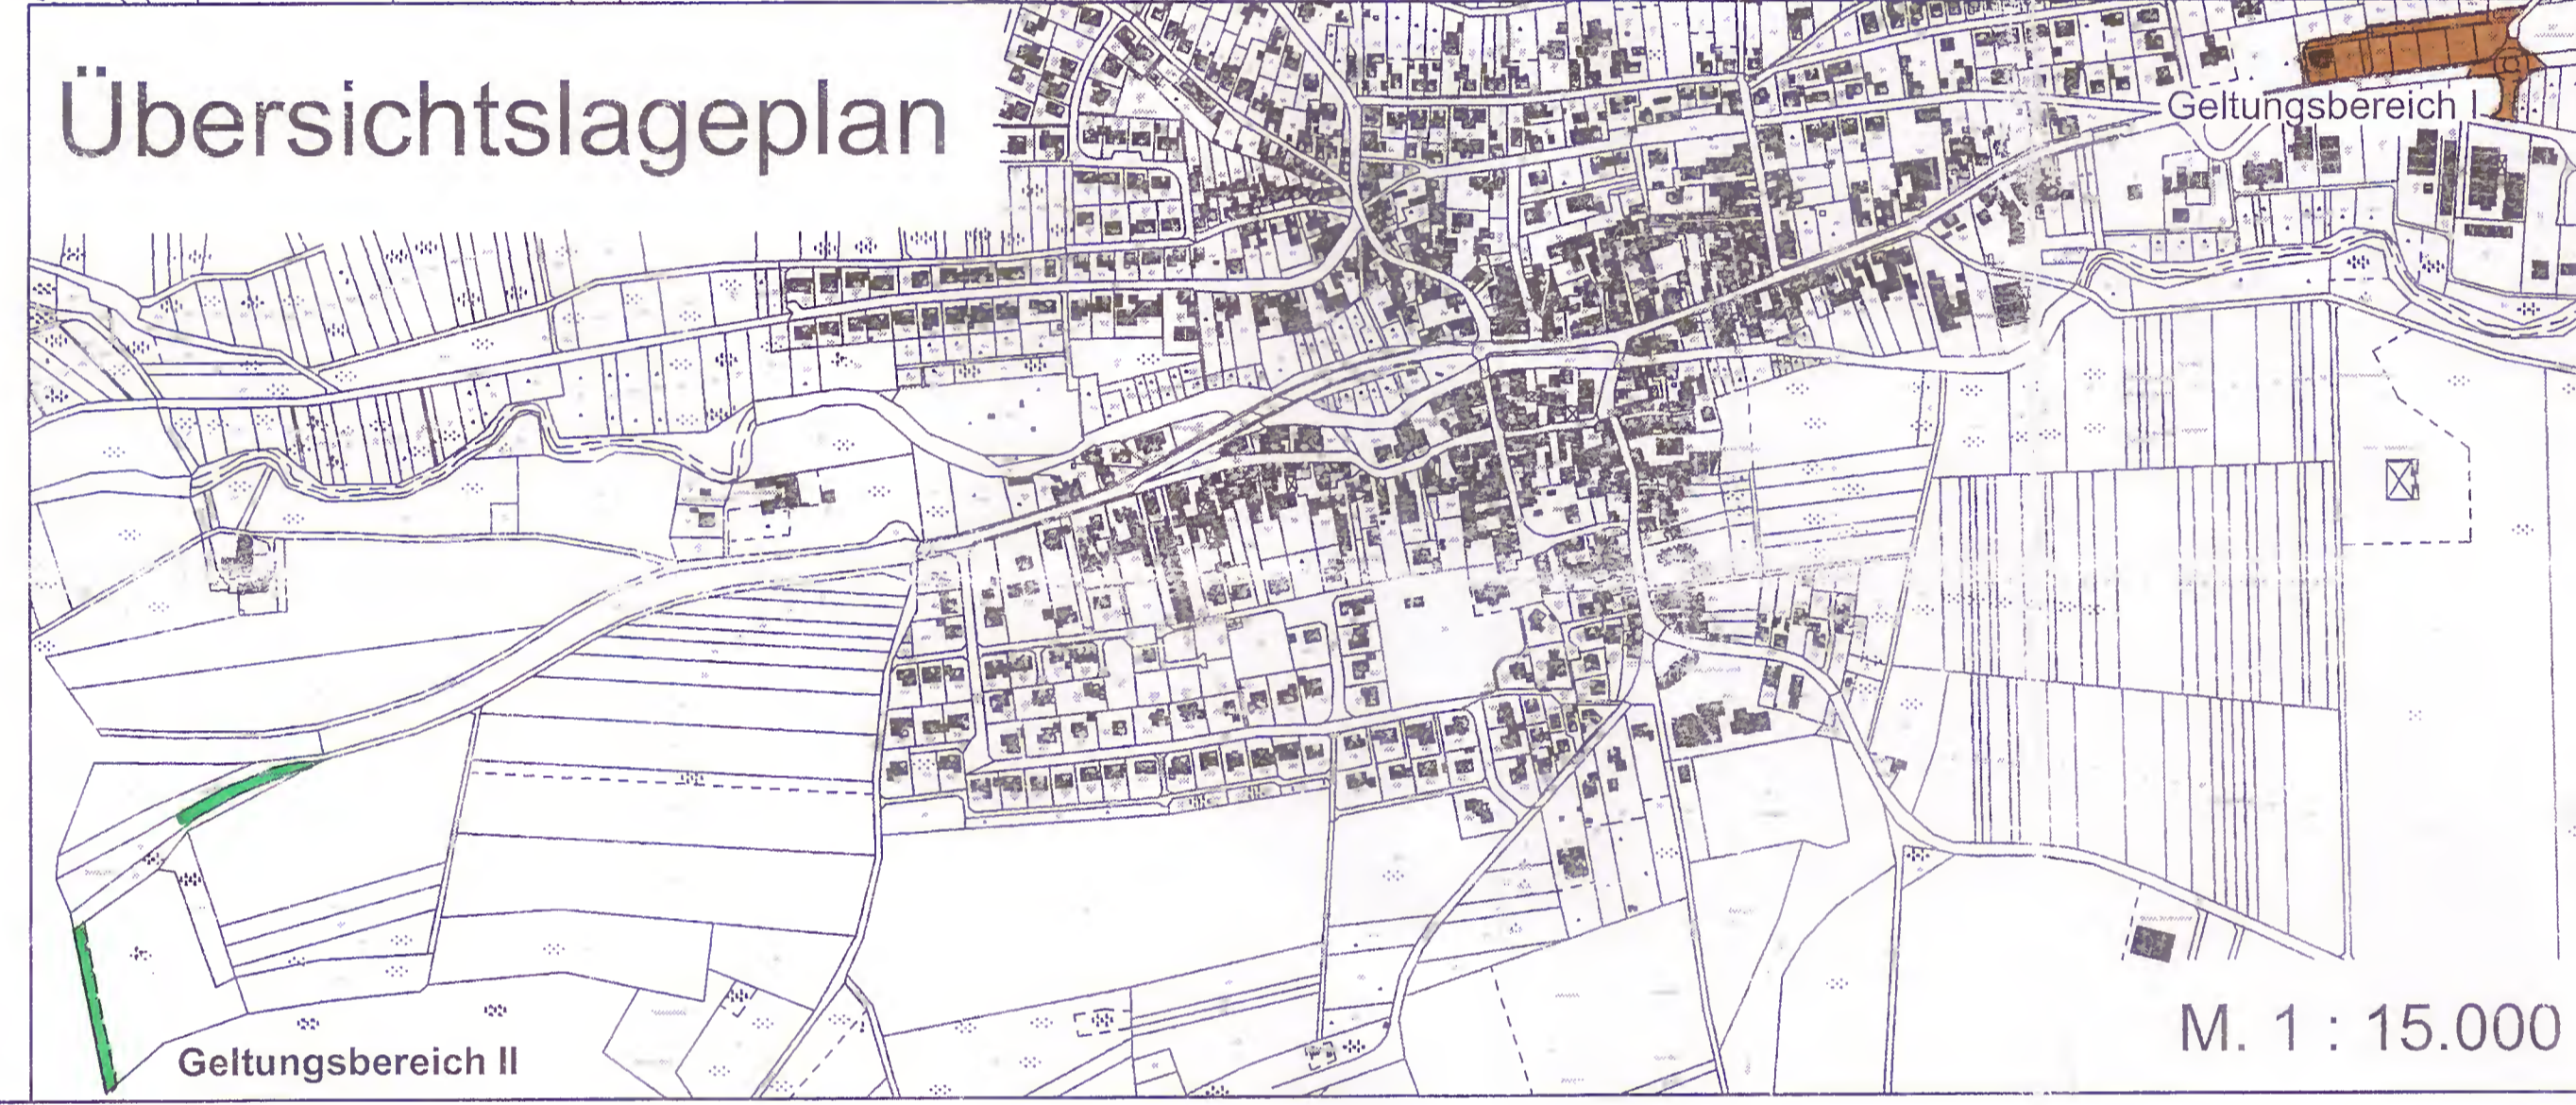 Übersichtslageplan
Geltungsbereich I
Geltungsbereich II
M. 1 : 15.000